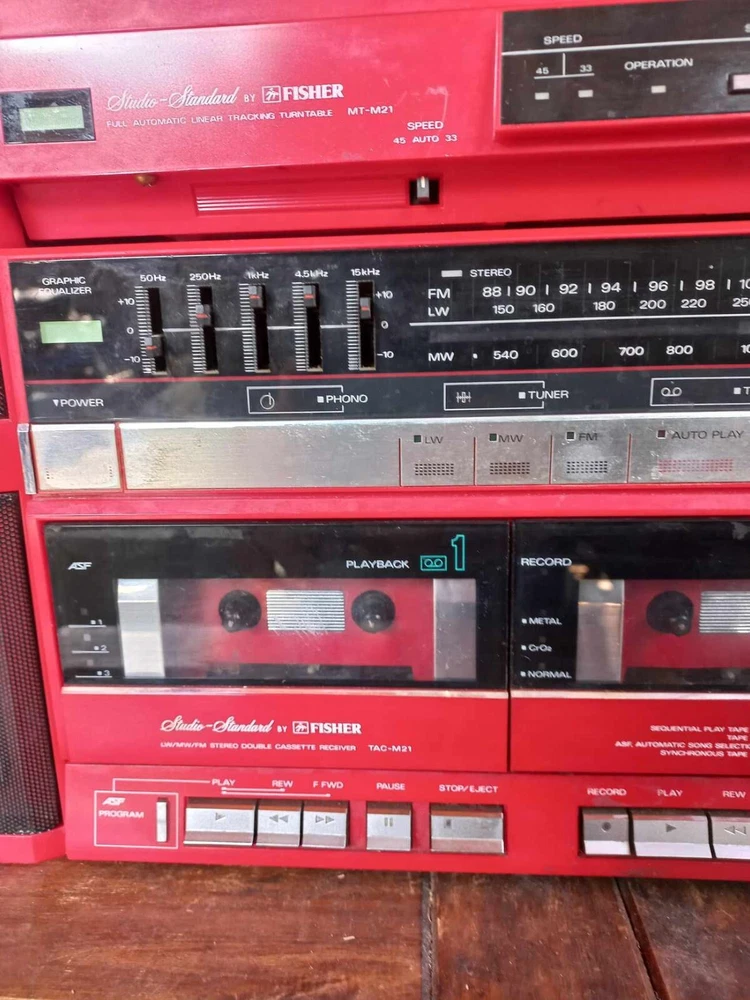 SPEED
45 33 OPERATION
Studio-Standard BY FISHER
FULL AUTOMATIC LINEAR TRACKING TURNTABLE MT-M21
SPEED
45 AUTO 33
GRAPHIC
EQUALIZER
50Hz 250Hz 1kHz 4.5kHz 15kHz
+10 +10
0 0
-10 -10
STEREO
FM 88 90 92 94 96 98
LW 150 160 180 200 220
MW 540 600 700 800
▼POWER PHONO TUNER
LW MW FM AUTO PLAY
ASF
PLAYBACK 1
1
2
3
RECORD
METAL
CrO₂
NORMAL
Studio-Standard BY FISHER
LW/MW/FM STEREO DOUBLE CASSETTE RECEIVER TAC-M21
SEQUENTIAL PLAY TAPE
TAPE
ASF, AUTOMATIC SONG
SYNCHRONOUS TAPE
ASF
PROGRAM
PLAY REW F FWD PAUSE STOP/EJECT
RECORD PLAY REW